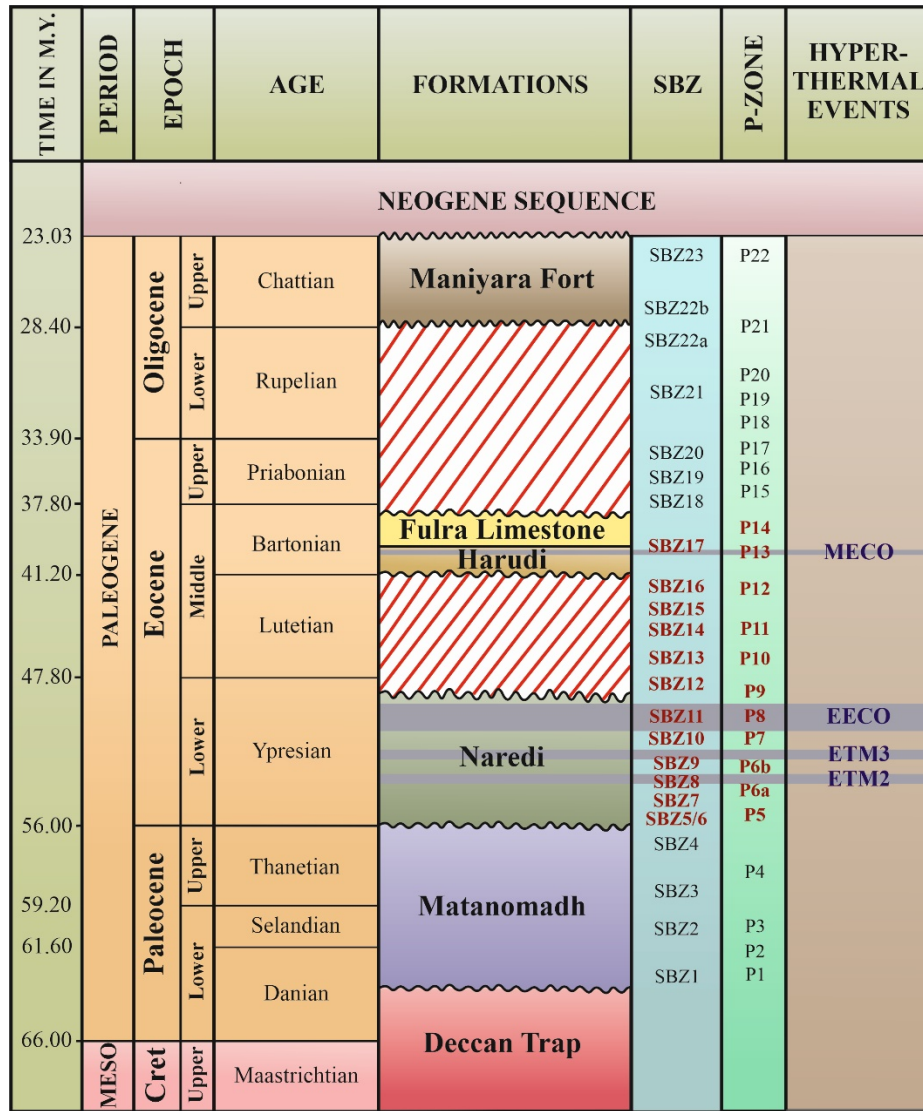 TIME IN M.Y.
PERIOD
EPOCH
AGE
FORMATIONS
SBZ
P-ZONE
HYPER-
THERMAL
EVENTS
NEOGENE SEQUENCE
23.03
28.40
33.90
37.80
41.20
47.80
56.00
59.20
61.60
66.00
PALEOGENE
MESO
Oligocene
Eocene
Paleocene
Cret
Upper
Lower
Upper
Middle
Lower
Upper
Lower
Upper
Chattian
Rupelian
Priabonian
Bartonian
Lutetian
Ypresian
Thanetian
Selandian
Danian
Maastrichtian
Maniyara Fort
Fulra Limestone
Harudi
Naredi
Matanomadh
Deccan Trap
SBZ23
SBZ22b
SBZ22a
SBZ21
SBZ20
SBZ19
SBZ18
SBZ17
SBZ16
SBZ15
SBZ14
SBZ13
SBZ12
SBZ11
SBZ10
SBZ9
SBZ8
SBZ7
SBZ5/6
SBZ4
SBZ3
SBZ2
SBZ1
P22
P21
P20
P19
P18
P17
P16
P15
P14
P13
P12
P11
P10
P9
P8
P7
P6b
P6a
P5
P4
P3
P2
P1
MECO
EECO
ETM3
ETM2